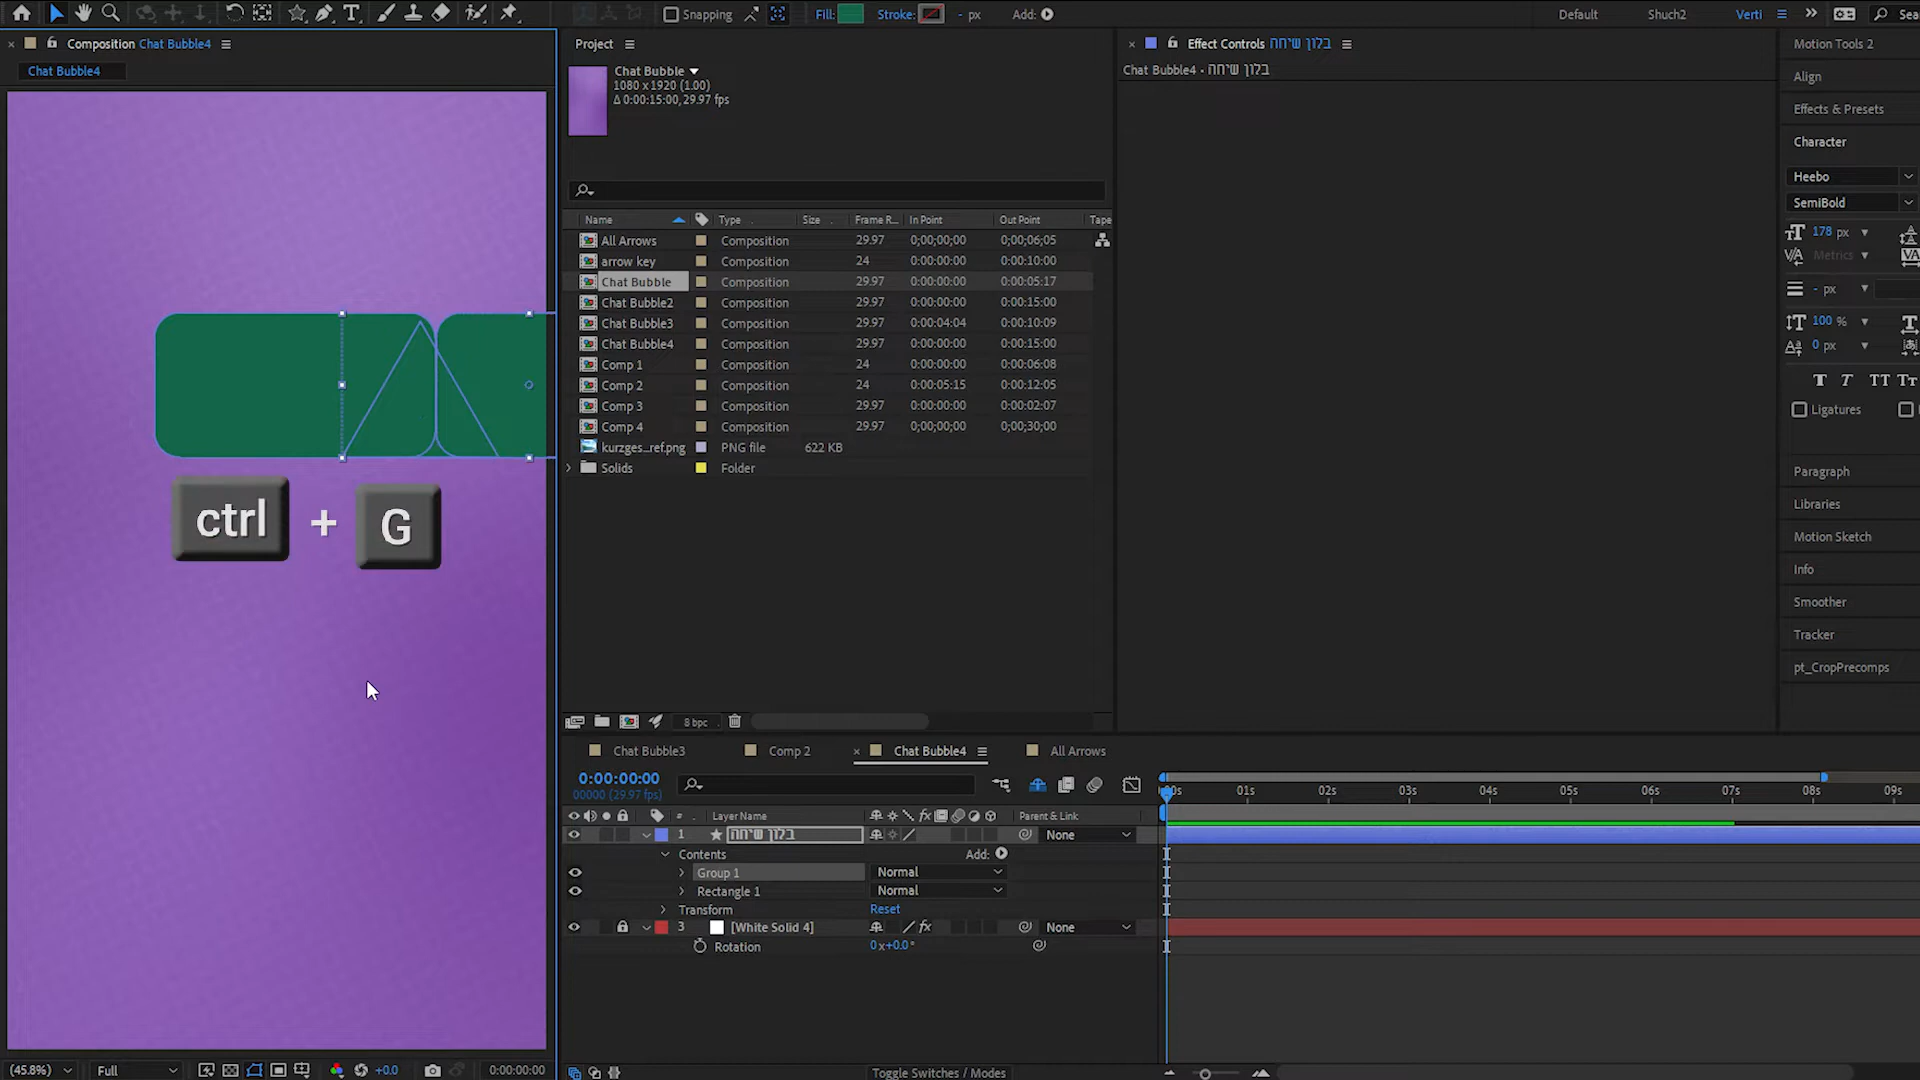 Snapping
Fill:
Stroke:
- px
Add:
Default
Shuch2
Verti
Composition Chat Bubble4
Chat Bubble4
ctrl + G
(45.8%)
Full
+0.0
0:00:00:00
Project
Chat Bubble
1080 x 1920 (1.00)
Δ 0:00:15:00, 29.97 fps
Name Type Size Frame R... In Point Out Point Tape
All Arrows Composition 29.97 0;00;00;00 0;00;06;05
arrow key Composition 24 0:00:00:00 0:00:10:00
Chat Bubble Composition 29.97 0:00:00:00 0:00:05:17
Chat Bubble2 Composition 29.97 0:00:00:00 0:00:15:00
Chat Bubble3 Composition 29.97 0:00:04:04 0:00:10:09
Chat Bubble4 Composition 29.97 0:00:00:00 0:00:15:00
Comp 1 Composition 24 0:00:00:00 0:00:06:08
Comp 2 Composition 24 0:00:05:15 0:00:12:05
Comp 3 Composition 29.97 0:00:00:00 0:00:02:07
Comp 4 Composition 29.97 0;00;00;00 0;00;30;00
kurzges...ref.png PNG file 622 KB
Solids Folder
8 bpc
Effect Controls בלון שיחה
Chat Bubble4 • בלון שיחה
Motion Tools 2
Align
Effects & Presets
Character
Heebo
SemiBold
178 px
Metrics
- px
100 %
0 px
T T TT Tт
Ligatures
Paragraph
Libraries
Motion Sketch
Info
Smoother
Tracker
pt_CropPrecomps
Chat Bubble3
Comp 2
Chat Bubble4
All Arrows
0:00:00:00
00000 (29.97 fps)
# Layer Name Parent & Link
1 בלון שיחה None
Contents Add:
Group 1 Normal
Rectangle 1 Normal
Transform Reset
3 [White Solid 4] None
Rotation 0x+0.0°
Toggle Switches / Modes
01s 02s 03s 04s 05s 06s 07s 08s 09s